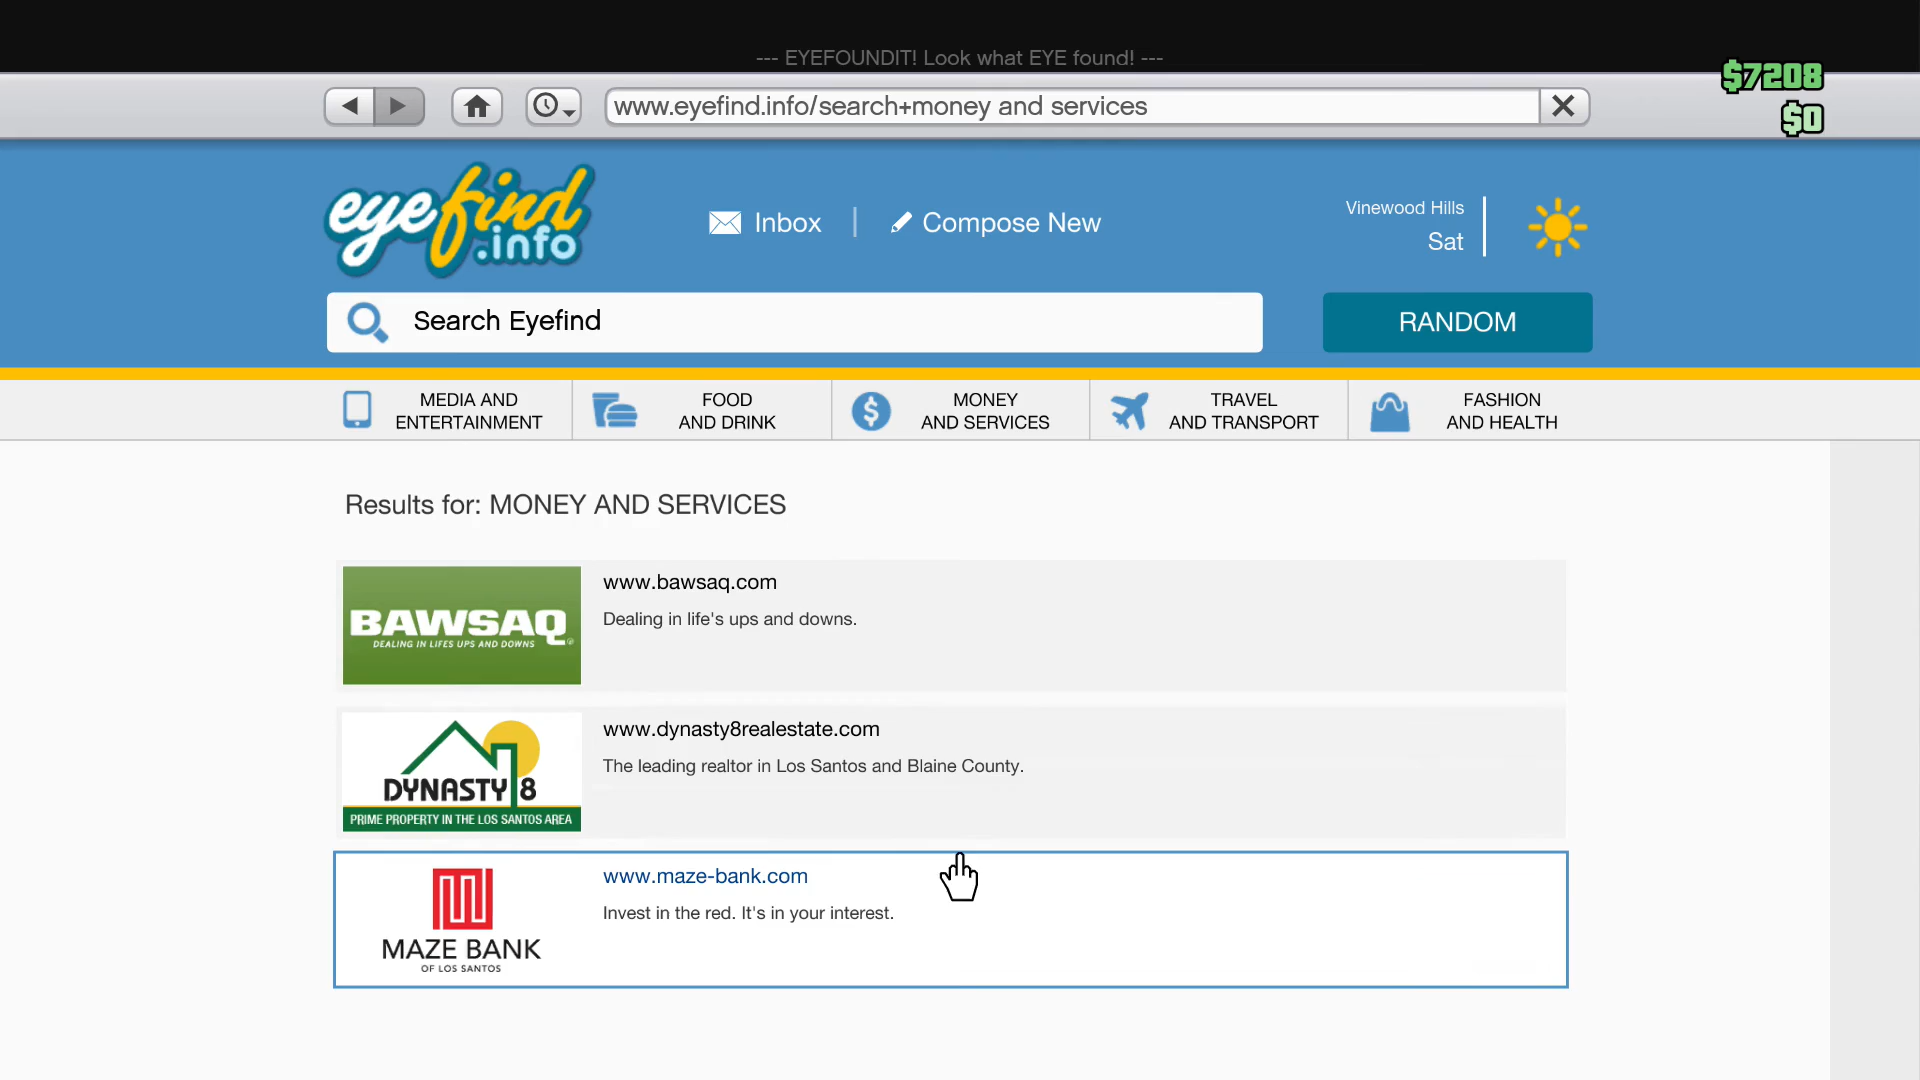 --- EYEFOUNDIT! Look what EYE found! ---
$7208
www.eyefind.info/search+money and services
$0
eyefind.info
Inbox
Compose New
Vinewood Hills
Sat
Search Eyefind
RANDOM
MEDIA AND
ENTERTAINMENT
FOOD
AND DRINK
MONEY
AND SERVICES
TRAVEL
AND TRANSPORT
FASHION
AND HEALTH
Results for: MONEY AND SERVICES
BAWSAQ
DEALING IN LIFES UPS AND DOWNS
www.bawsaq.com
Dealing in life's ups and downs.
DYNASTY 8
PRIME PROPERTY IN THE LOS SANTOS AREA
www.dynasty8realestate.com
The leading realtor in Los Santos and Blaine County.
MAZE BANK
OF LOS SANTOS
www.maze-bank.com
Invest in the red. It's in your interest.